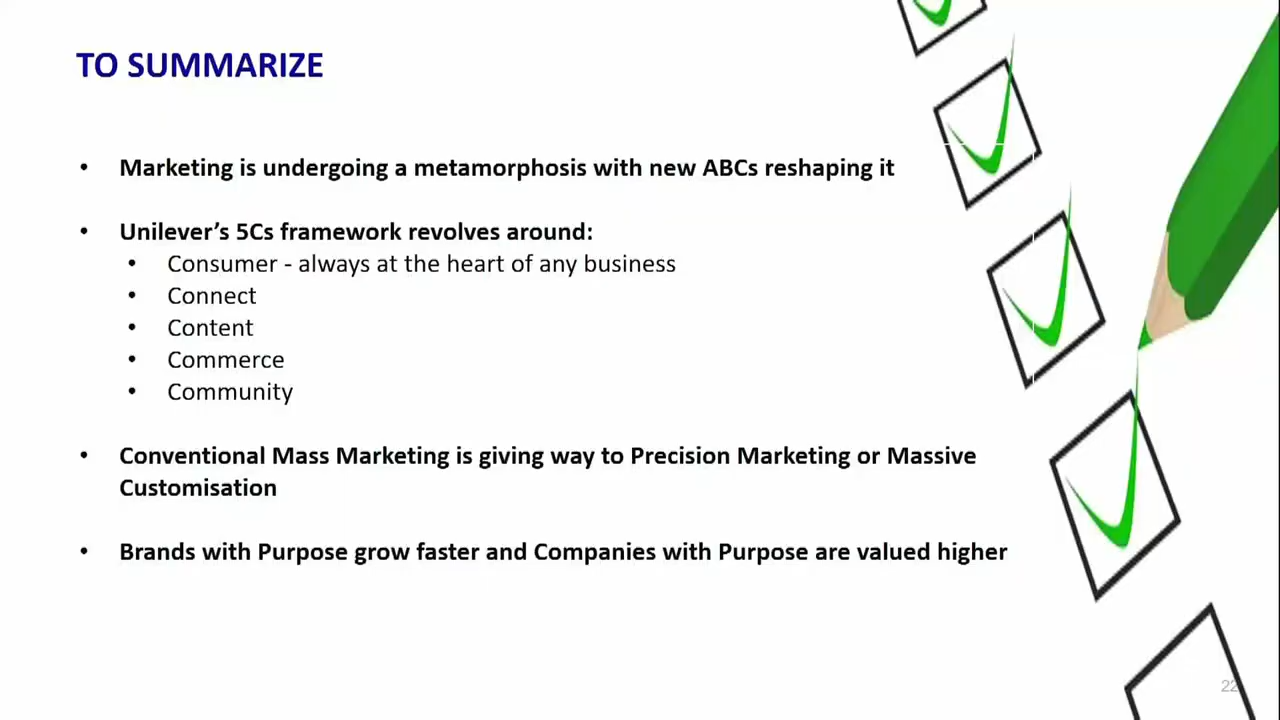 TO SUMMARIZE
• Marketing is undergoing a metamorphosis with new ABCs reshaping it
• Unilever’s 5Cs framework revolves around:
• Consumer - always at the heart of any business
• Connect
• Content
• Commerce
• Community
• Conventional Mass Marketing is giving way to Precision Marketing or Massive
Customisation
• Brands with Purpose grow faster and Companies with Purpose are valued higher
22